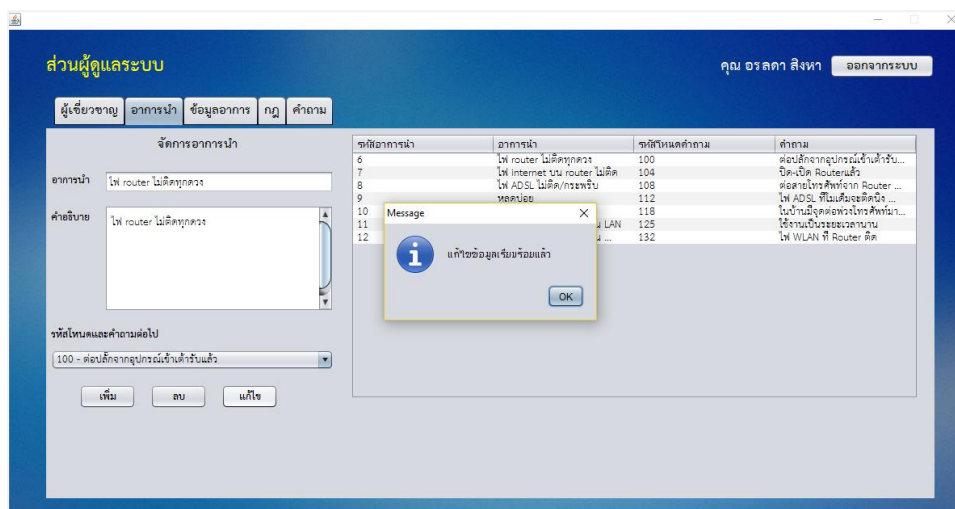 ส่วนผู้ดูแลระบบ
คุณ อรลดา สิงหา
ออกจากระบบ
ผู้เชี่ยวชาญ อาการนำ ข้อมูลอาการ กฎ คำถาม
จัดการอาการนำ
อาการนำ ไฟ router ไม่ติดทุกดวง
คำอธิบาย ไฟ router ไม่ติดทุกดวง
รหัสโหนดและคำถามต่อไป
100 - ต่อปลั๊กจากอุปกรณ์เข้าเต้ารับแล้ว
เพิ่ม ลบ แก้ไข
รหัสอาการนำ อาการนำ รหัสโหนดคำถาม คำถาม
6 ไฟ router ไม่ติดทุกดวง 100 ต่อปลั๊กจากอุปกรณ์เข้าเต้ารับ...
7 ไฟ Internet บน router ไม่ติด 104 ปิด-เปิด Routerแล้ว
8 ไฟ ADSL ไม่ติด/กระพริบ 108 ต่อสายโทรศัพท์จาก Router ...
9 หลุดบ่อย 112 ไฟ ADSL ที่โมเด็มจะติดนิ่ง ...
10 118 ในบ้านมีจุดต่อพ่วงโทรศัพท์มา...
11 LAN 125 ใช้งานเป็นระยะเวลานาน
12 ... 132 ไฟ WLAN ที่ Router ติด
Message
แก้ไขข้อมูลเรียบร้อยแล้ว
OK